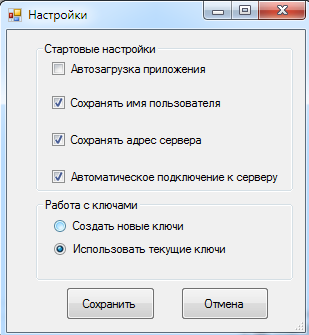 Настройки
Стартовые настройки
Автозагрузка приложения
Сохранять имя пользователя
Сохранять адрес сервера
Автоматическое подключение к серверу
Работа с ключами
Создать новые ключи
Использовать текущие ключи
Сохранить
Отмена